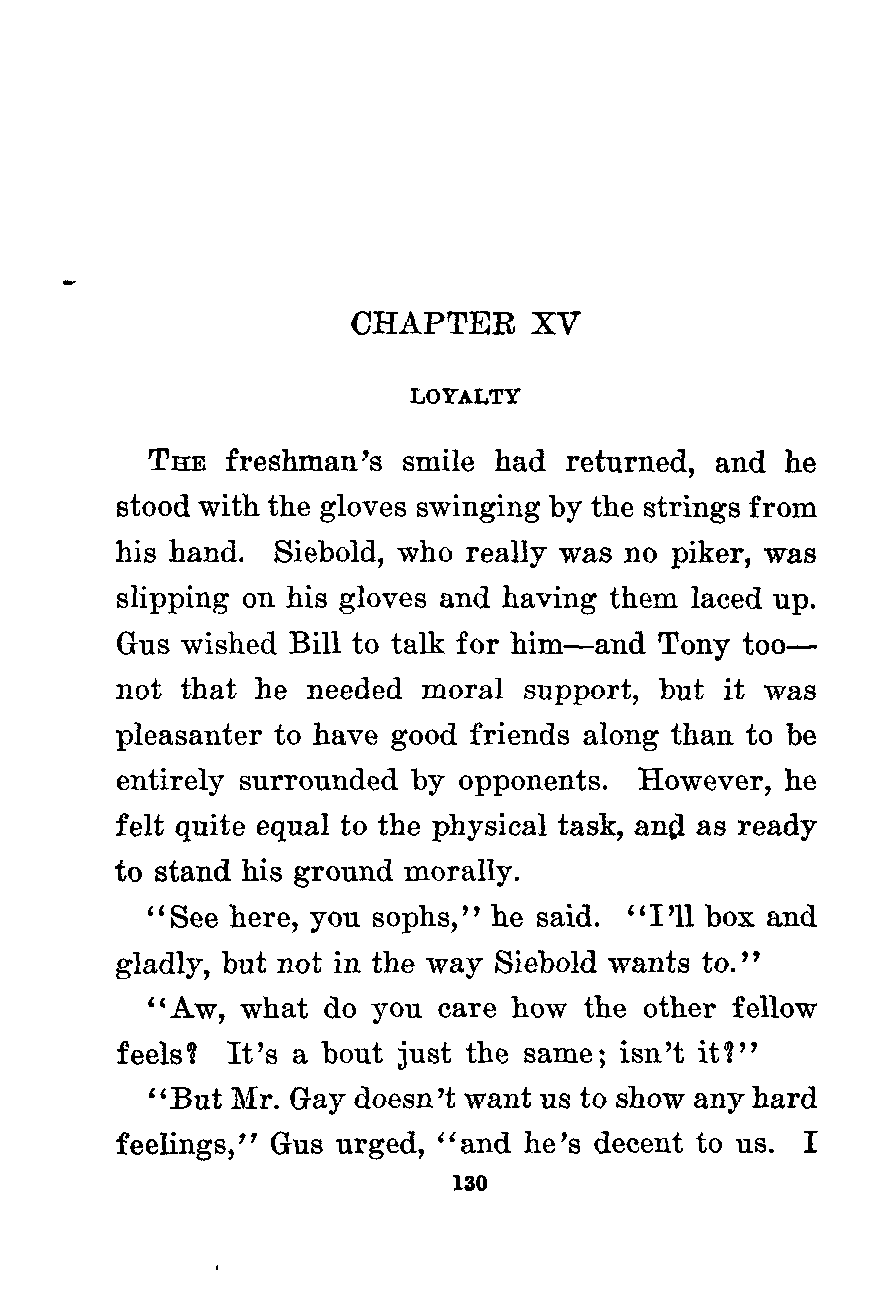 CHAPTER XV
LOYALTY
THE freshman's smile had returned, and he
stood with the gloves swinging by the strings from
his hand. Siebold, who really was no piker, was
slipping on his gloves and having them laced up.
Gus wished Bill to talk for him—and Tony too—
not that he needed moral support, but it was
pleasanter to have good friends along than to be
entirely surrounded by opponents. However, he
felt quite equal to the physical task, and as ready
to stand his ground morally.
"See here, you sophs," he said. "I'll box and
gladly, but not in the way Siebold wants to."
"Aw, what do you care how the other fellow
feels? It's a bout just the same; isn't it?"
"But Mr. Gay doesn't want us to show any hard
feelings," Gus urged, "and he's decent to us. I
130